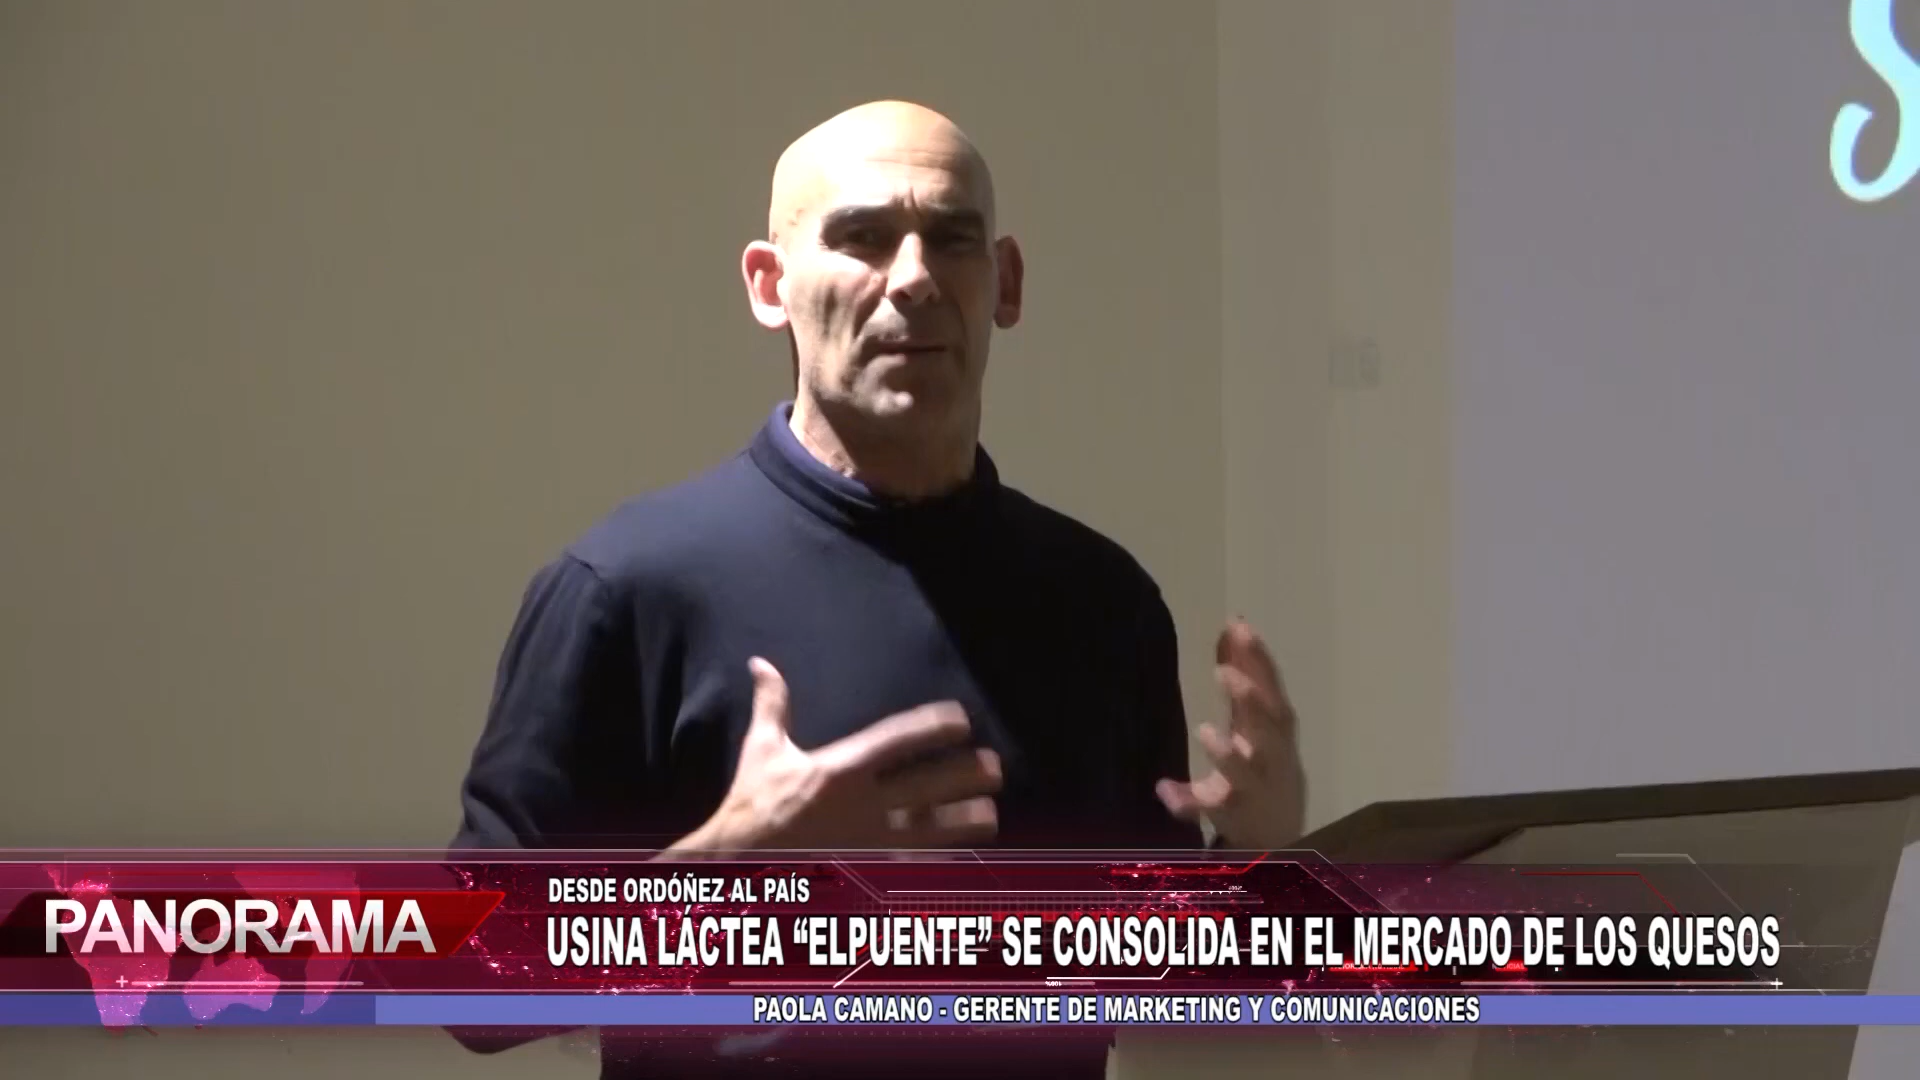 S
DESDE ORDÓÑEZ AL PAÍS
PANORAMA
USINA LÁCTEA “ELPUENTE” SE CONSOLIDA EN EL MERCADO DE LOS QUESOS
PAOLA CAMANO - GERENTE DE MARKETING Y COMUNICACIONES